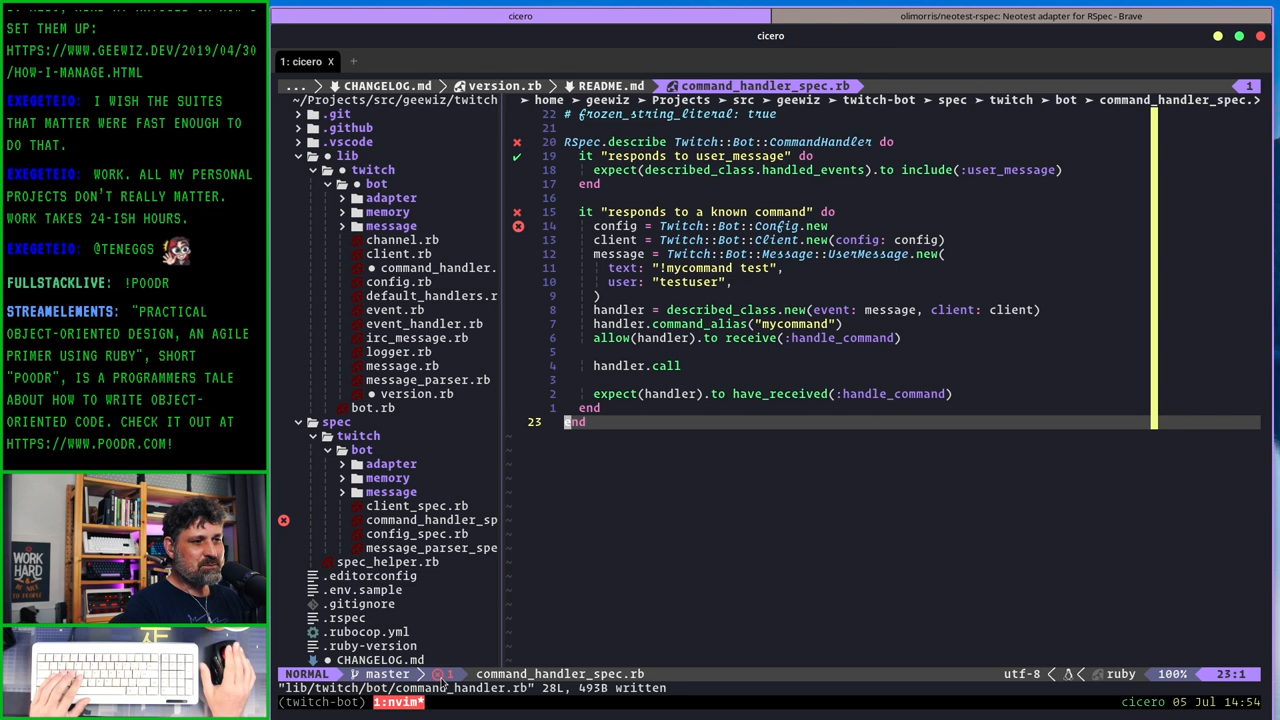 SET THEM UP:
HTTPS://WWW.GEEWIZ.DEV/2019/04/30
/HOW-I-MANAGE.HTML
EXEGETEIO: I WISH THE SUITES
THAT MATTER WERE FAST ENOUGH TO
DO THAT.
EXEGETEIO: WORK. ALL MY PERSONAL
PROJECTS DON'T REALLY MATTER.
WORK TAKES 24-ISH HOURS.
EXEGETEIO: @TENEGGS
FULLSTACKLIVE: !POODR
STREAMELEMENTS: "PRACTICAL
OBJECT-ORIENTED DESIGN, AN AGILE
PRIMER USING RUBY", SHORT
"POODR", IS A PROGRAMMERS TALE
ABOUT HOW TO WRITE OBJECT-
ORIENTED CODE. CHECK IT OUT AT
HTTPS://WWW.POODR.COM!
WORK
HARD
cicero
olimorris/neotest-rspec: Neotest adapter for RSpec - Brave
cicero
1: cicero X +
... > CHANGELOG.md > version.rb > README.md > command_handler_spec.rb 1
~/Projects/src/geewiz/twitch
.git
.github
.vscode
lib
twitch
bot
adapter
memory
message
channel.rb
client.rb
command_handler.
config.rb
default_handlers.r
event.rb
event_handler.rb
irc_message.rb
logger.rb
message.rb
message_parser.rb
version.rb
bot.rb
spec
twitch
bot
adapter
memory
message
client_spec.rb
command_handler_sp
config_spec.rb
message_parser_spe
spec_helper.rb
.editorconfig
.env.sample
.gitignore
.rspec
.rubocop.yml
.ruby-version
CHANGELOG.md
home > geewiz > Projects > src > geewiz > twitch-bot > spec > twitch > bot > command_handler_spec.>
22 # frozen_string_literal: true
21
20 RSpec.describe Twitch::Bot::CommandHandler do
19 it "responds to user_message" do
18 expect(described_class.handled_events).to include(:user_message)
17 end
16
15 it "responds to a known command" do
14 config = Twitch::Bot::Config.new
13 client = Twitch::Bot::Client.new(config: config)
12 message = Twitch::Bot::Message::UserMessage.new(
11 text: "!mycommand test",
10 user: "testuser",
9 )
8 handler = described_class.new(event: message, client: client)
7 handler.command_alias("mycommand")
6 allow(handler).to receive(:handle_command)
5
4 handler.call
3
2 expect(handler).to have_received(:handle_command)
1 end
23 end
NORMAL master > 1 command_handler_spec.rb utf-8 < < ruby 100% 23:1
"lib/twitch/bot/command_handler.rb" 28L, 493B written
(twitch-bot) 1:nvim* cicero 05 Jul 14:54